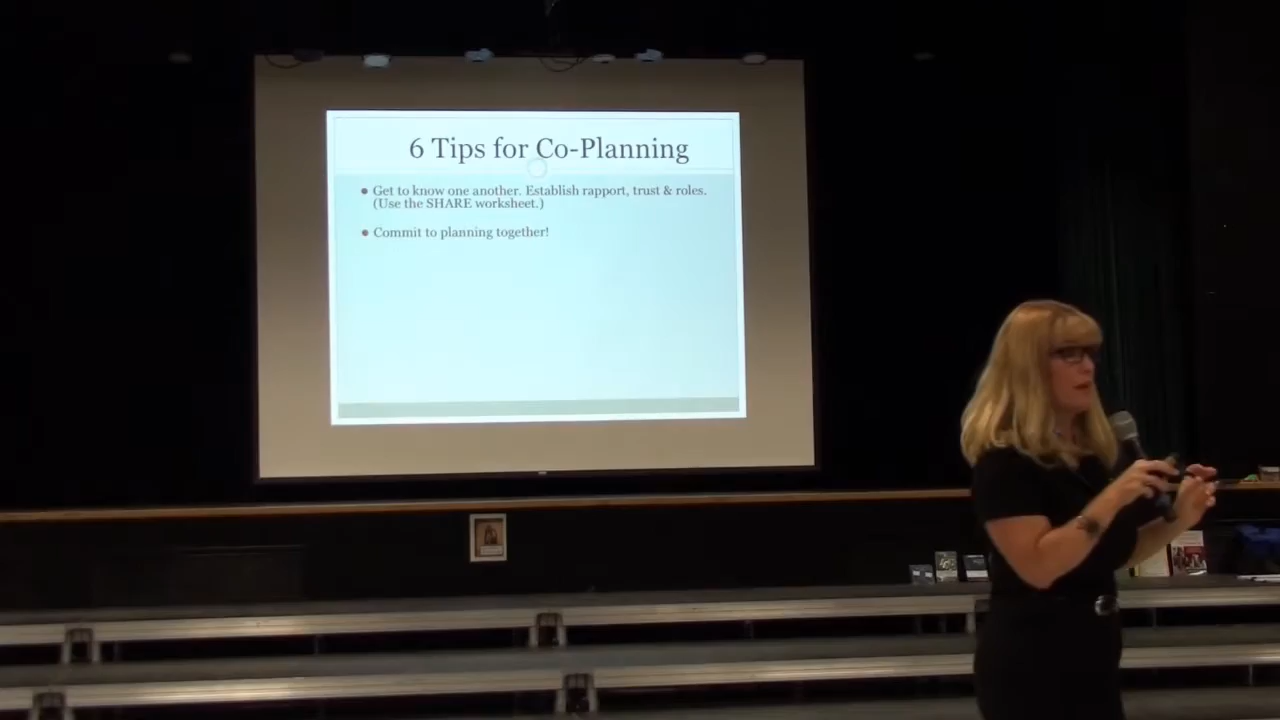 6 Tips for Co-Planning
● Get to know one another. Establish rapport, trust & roles.
(Use the SHARE worksheet.)
● Commit to planning together!